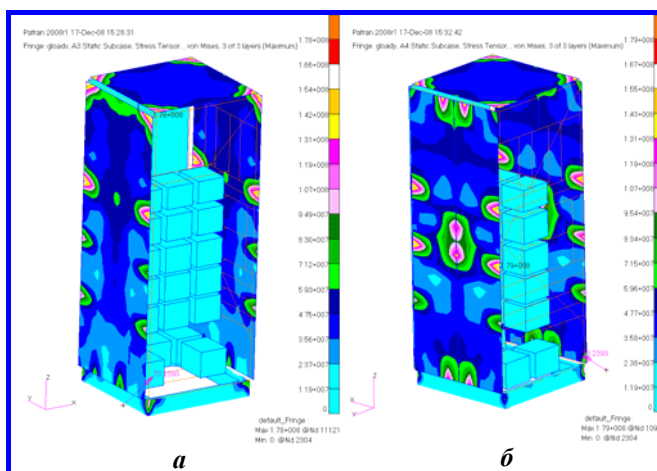 Patran 2008r1 17-Dec-08 15:28:31
Fringe: gloadv, A3:Static Subcase, Stress Tensor, , von Mises, 3 of 3 layers (Maximum)
1.78+008
1.66+008
1.54+008
1.42+008
1.31+008
1.19+008
1.07+008
9.49+007
8.30+007
7.12+007
5.93+007
4.75+007
3.56+007
2.37+007
1.19+007
0.
1.78+008
Z
Y
X
default_Fringe :
Max 1.78+008 @Nd 11121
Min 0. @Nd 2304
а
Patran 2008r1 17-Dec-08 15:32:42
Fringe: gloady, A4:Static Subcase, Stress Tensor, , von Mises, 3 of 3 layers (Maximum)
1.79+008
1.67+008
1.55+008
1.43+008
1.31+008
1.19+008
1.07+008
9.54+007
8.34+007
7.15+007
5.96+007
4.77+007
3.58+007
2.38+007
1.19+007
0.
79+008
Z
Y
X
default_Fringe :
Max 1.79+008 @Nd 109
Min 0. @Nd 2304
б